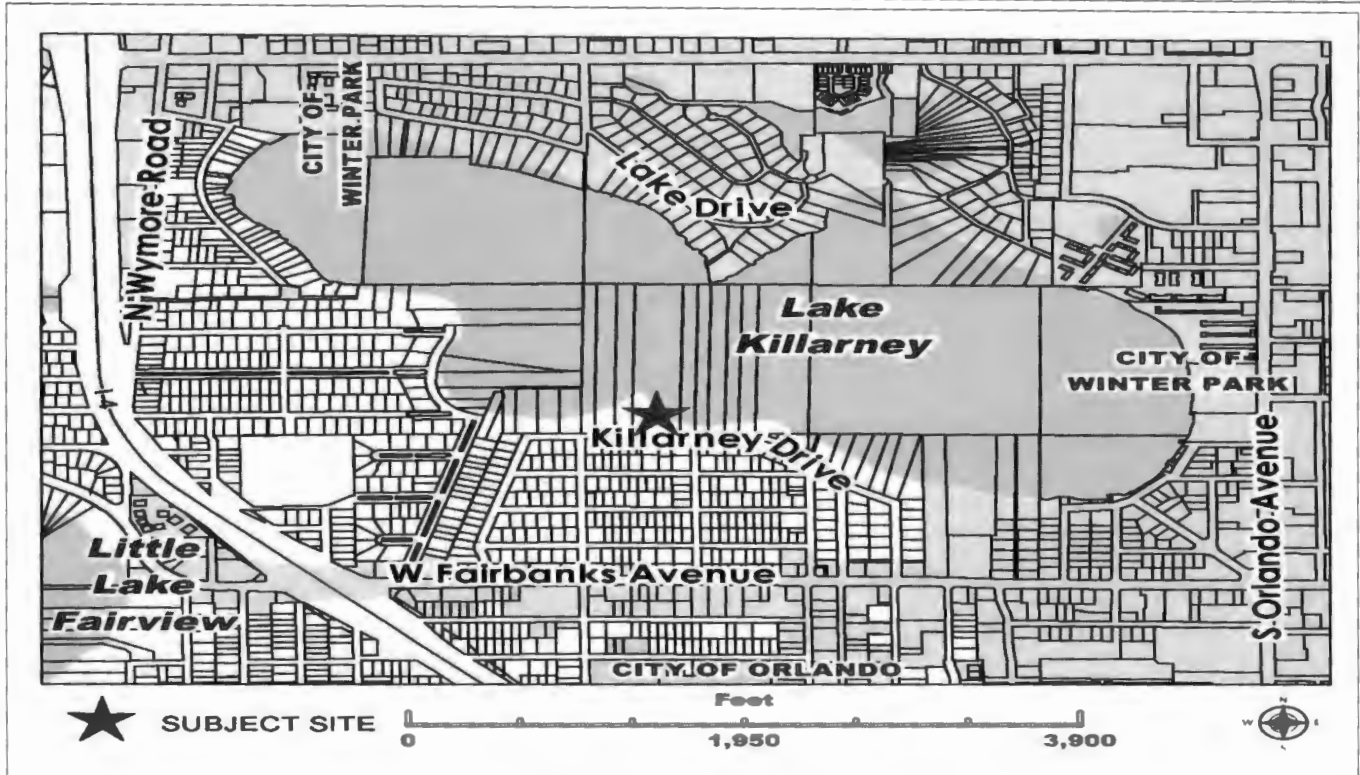 CITY OF
WINTER PARK
N Wymore Road
Lake Drive
Lake
Killarney
CITY OF
WINTER PARK
Killarney Drive
I-4
Little
Lake
Fairview
W Fairbanks Avenue
S Orlando Avenue
CITY OF ORLANDO
SUBJECT SITE
Feet
0
1,950
3,900
N
W
E